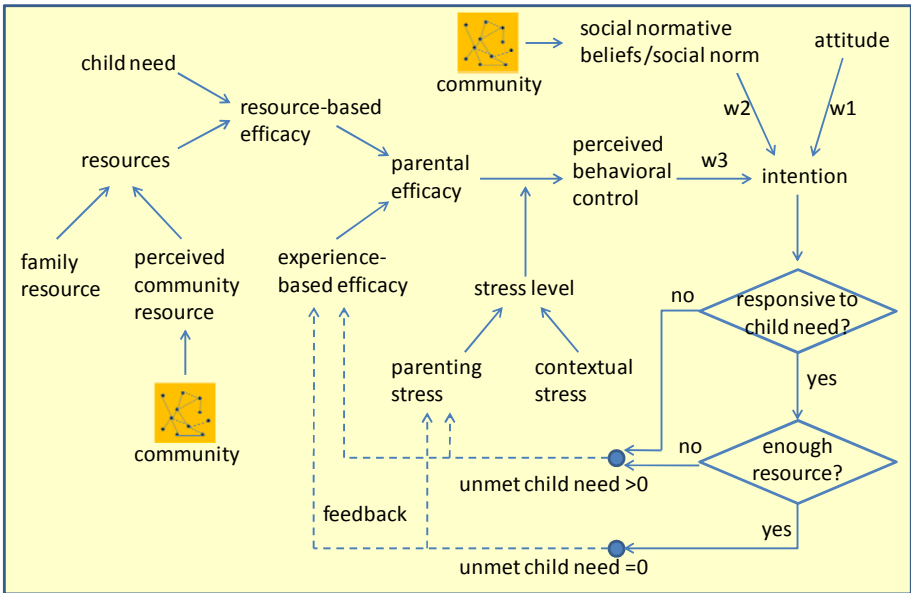 social normative
beliefs/social norm
attitude
community
child need
w2
w1
resource-based
efficacy
resources
parental
efficacy
perceived
behavioral
control
w3
intention
family
resource
perceived
community
resource
experience-
based efficacy
stress level
no
responsive to
child need?
parenting
stress
contextual
stress
yes
community
no
enough
resource?
unmet child need >0
feedback
yes
unmet child need =0